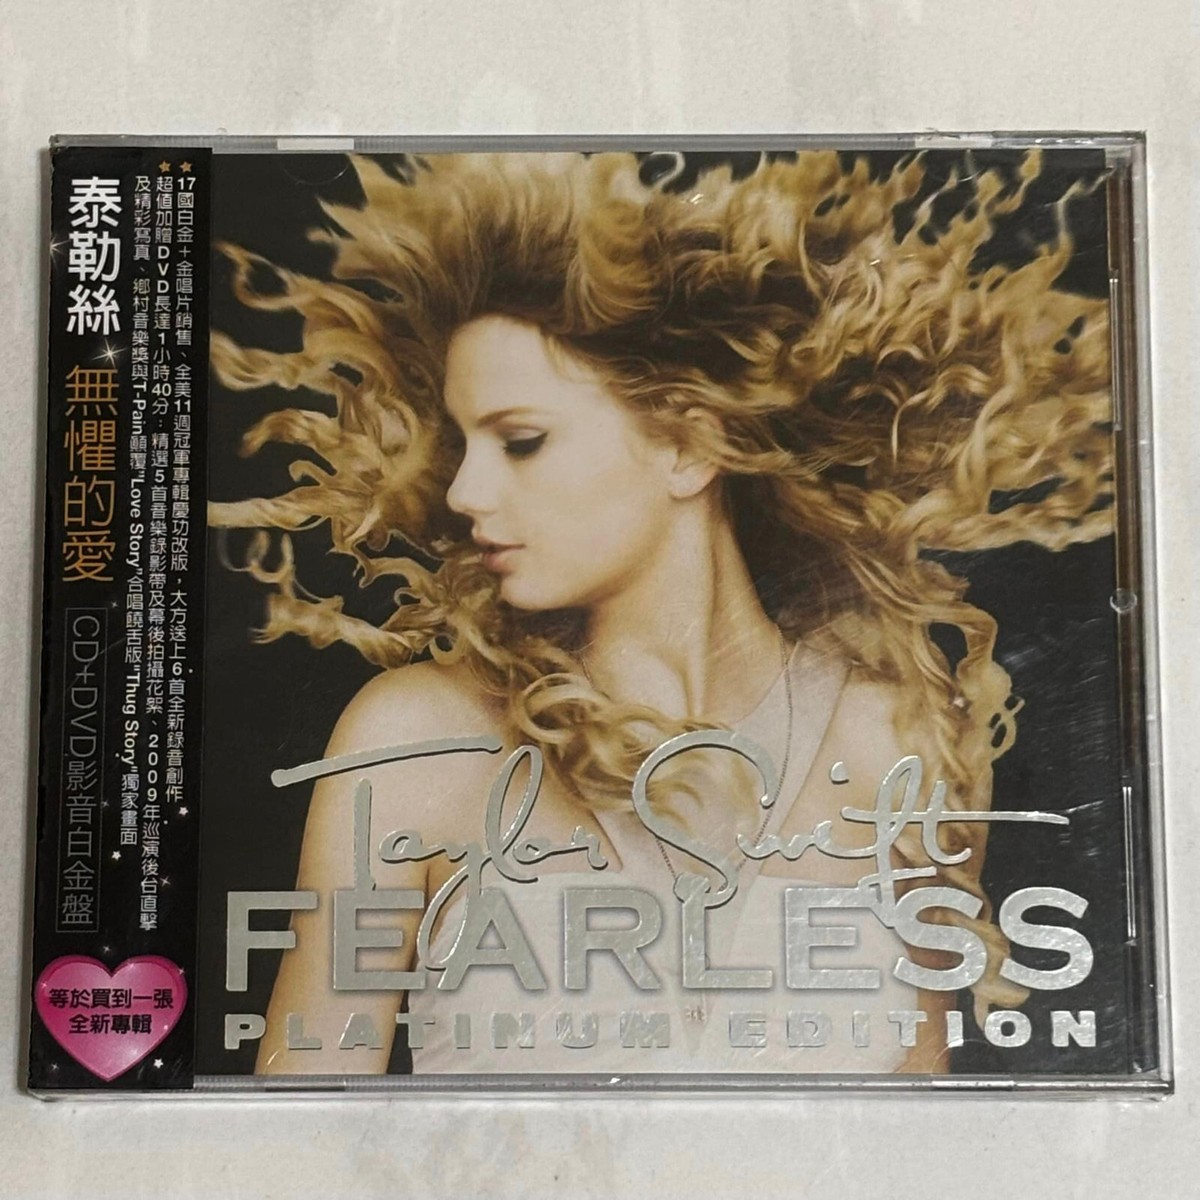 泰勒絲
無懼的愛
CD+DVD影音白金盤
17國白金+金唱片銷售、全美11週冠軍專輯慶功改版，大方送上6首全新錄音創作.
超值加贈DVD長達1小時40分：精選5首音樂錄影帶及幕後拍攝花絮、2009年巡演後台直擊
及精彩寫真、鄉村音樂獎與T-Pain顛覆"Love Story"合唱饒舌版"Thug Story"獨家畫面
等於買到一張
全新專輯
Taylor Swift
FEARLESS
PLATINUM EDITION